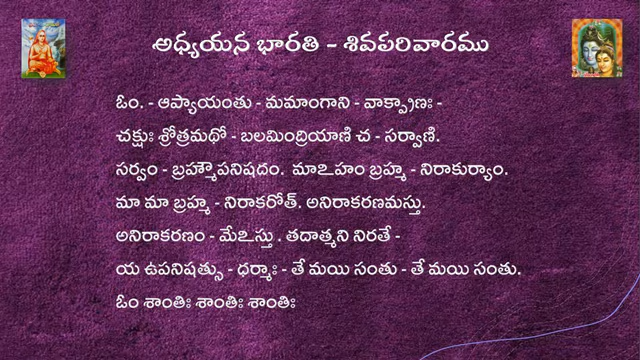 అధ్యయన భారతి - శివపరివారము
ఓం. - ఆప్యాయంతు - మమాంగాని - వాక్ప్రాణః -
చక్షుః శ్రోత్రమథో - బలమింద్రియాణి చ - సర్వాణి.
సర్వం - బ్రహ్మౌపనిషదం. మాఽహం బ్రహ్మ - నిరాకుర్యాం.
మా మా బ్రహ్మ - నిరాకరోత్. అనిరాకరణమస్తు.
అనిరాకరణం - మేఽస్తు . తదాత్మని నిరతే -
య ఉపనిషత్సు - ధర్మాః - తే మయి సంతు - తే మయి సంతు.
ఓం శాంతిః శాంతిః శాంతిః